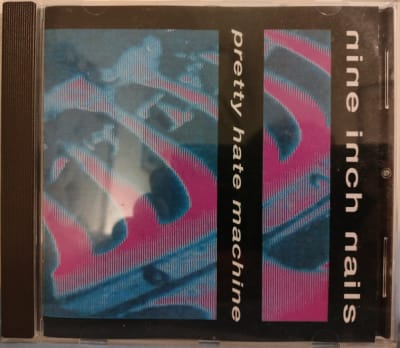 nine inch nails
pretty hate machine